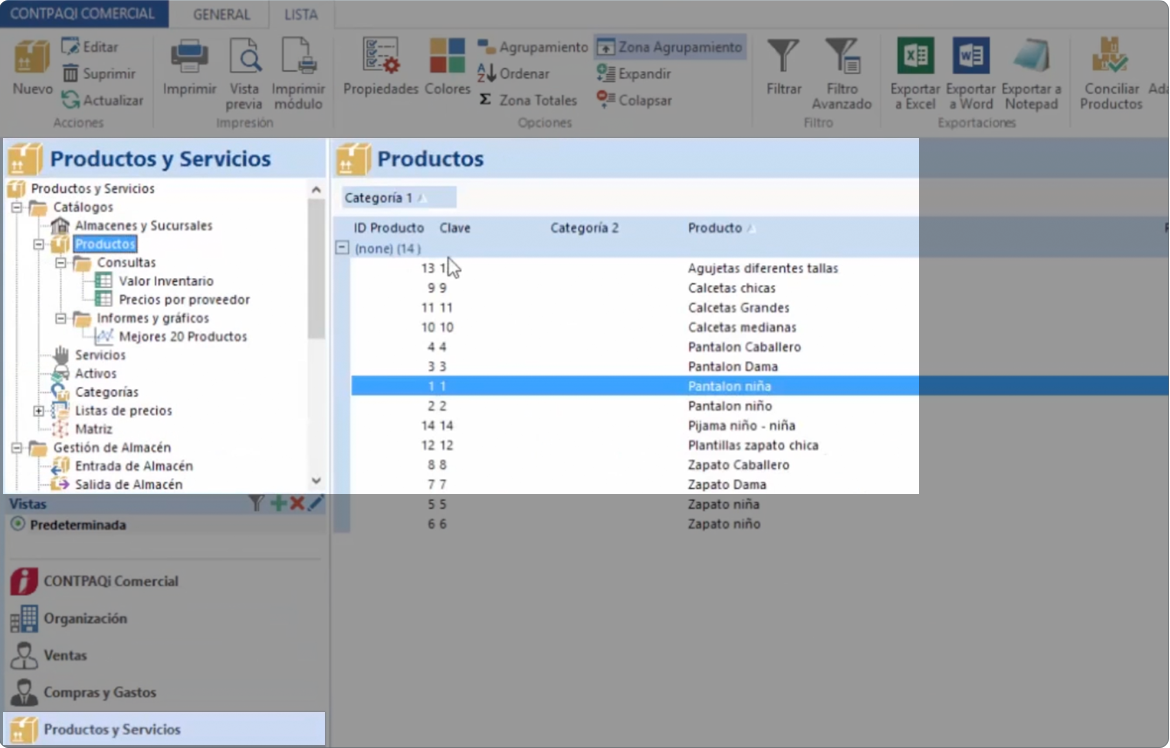 CONTPAQI COMERCIAL GENERAL LISTA
Nuevo Editar Suprimir Actualizar
Acciones
Imprimir Vista previa Imprimir módulo
Impresión
Propiedades Colores Agrupamiento Zona Agrupamiento
Ordenar Expandir
Zona Totales Colapsar
Opciones
Filtrar Filtro Avanzado
Filtro
Exportar a Excel Exportar a Word Exportar a Notepad
Exportaciones
Conciliar Productos
Productos y Servicios
Productos y Servicios
Catálogos
Almacenes y Sucursales
Productos
Consultas
Valor Inventario
Precios por proveedor
Informes y gráficos
Mejores 20 Productos
Servicios
Activos
Categorías
Listas de precios
Matriz
Gestión de Almacén
Entrada de Almacén
Salida de Almacén
Vistas
Predeterminada
CONTPAQi Comercial
Organización
Ventas
Compras y Gastos
Productos y Servicios
Productos
Categoría 1
ID Producto Clave Categoría 2 Producto
(none) (14 )
13 Agujetas diferentes tallas
9 9 Calcetas chicas
11 11 Calcetas Grandes
10 10 Calcetas medianas
4 4 Pantalon Caballero
3 3 Pantalon Dama
1 1 Pantalon niña
2 2 Pantalon niño
14 14 Pijama niño - niña
12 12 Plantillas zapato chica
8 8 Zapato Caballero
7 7 Zapato Dama
5 5 Zapato niña
6 6 Zapato niño